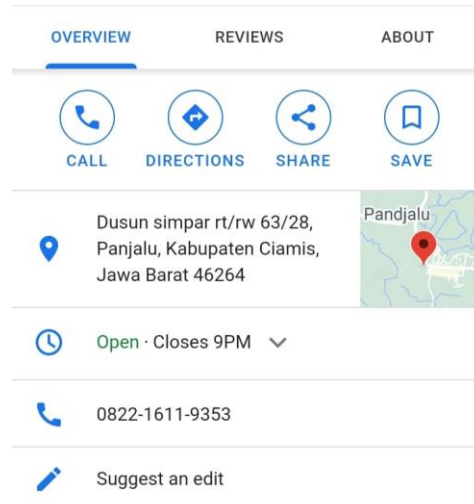 OVERVIEW REVIEWS ABOUT
CALL DIRECTIONS SHARE SAVE
Dusun simpar rt/rw 63/28,
Panjalu, Kabupaten Ciamis,
Jawa Barat 46264
Pandjalu
Open · Closes 9PM
0822-1611-9353
Suggest an edit